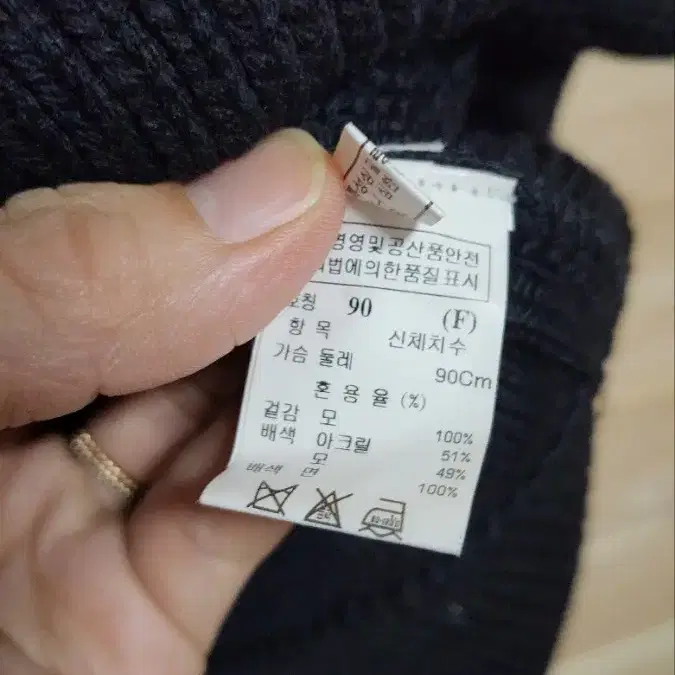 명영및공산품안전
법에의한품질표시
호칭 90 (F)
항 목 신체치수
가슴 둘레 90Cm
혼 용 율 (%)
겉감 모 100%
배색 아크릴 51%
모 49%
배색 면 100%